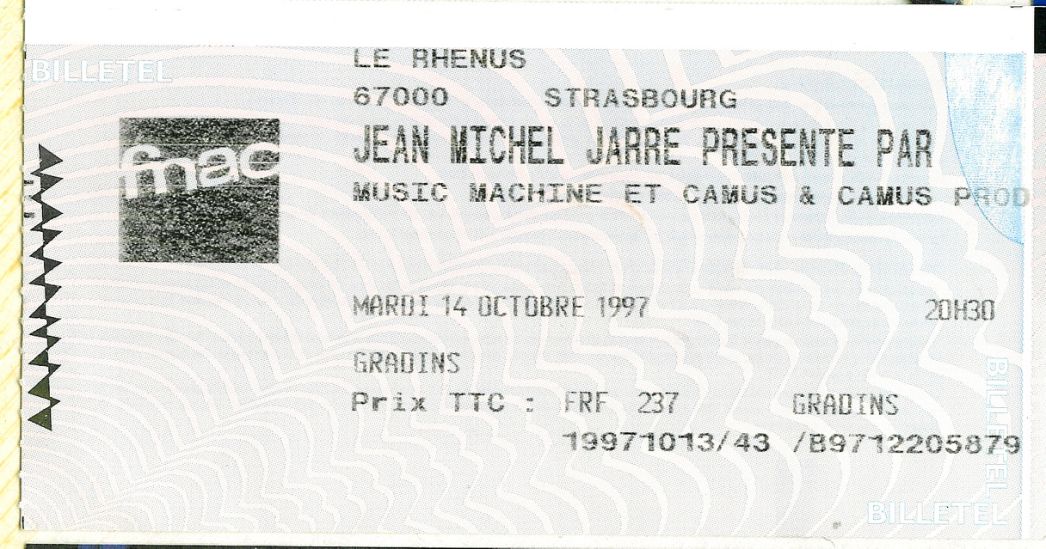 BILLETEL
LE RHENUS
67000 STRASBOURG
fnac
JEAN MICHEL JARRE PRESENTE PAR
MUSIC MACHINE ET CAMUS & CAMUS PROD
MARDI 14 OCTOBRE 1997 20H30
GRADINS
Prix TTC : FRF 237 GRADINS
19971013/43 /B9712205879
BILLETEL
BILLETEL